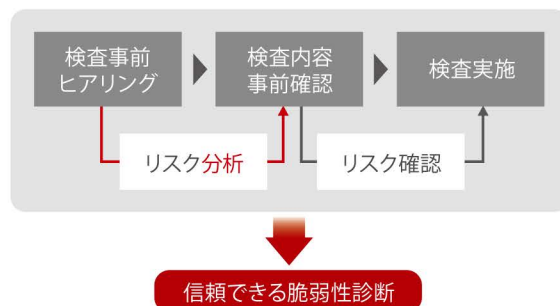 検査事前
ヒアリング
検査内容
事前確認
検査実施
リスク分析
リスク確認
信頼できる脆弱性診断